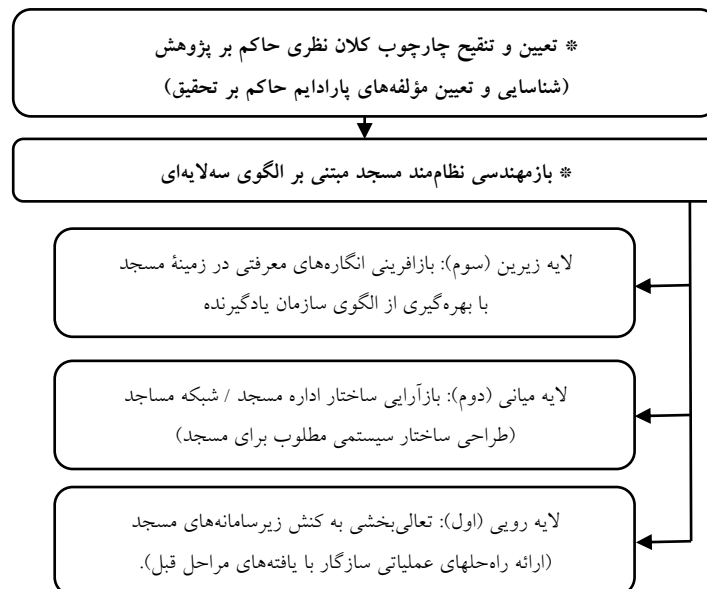 * تعیین و تنقیح چارچوب کلان نظری حاکم بر پژوهش
(شناسایی و تعیین مؤلفه‌های پارادایم حاکم بر تحقیق)
* بازمهندسی نظام‌مند مسجد مبتنی بر الگوی سه‌لایه‌ای
لایه زیرین (سوم): بازآفرینی انگاره‌های معرفتی در زمینۀ مسجد
با بهره‌گیری از الگوی سازمان یادگیرنده
لایه میانی (دوم): بازآرایی ساختار اداره مسجد / شبکه مساجد
(طراحی ساختار سیستمی مطلوب برای مسجد)
لایه رویی (اول): تعالی‌بخشی به کنش زیرسامانه‌های مسجد
(ارائه راه‌حلهای عملیاتی سازگار با یافته‌های مراحل قبل).